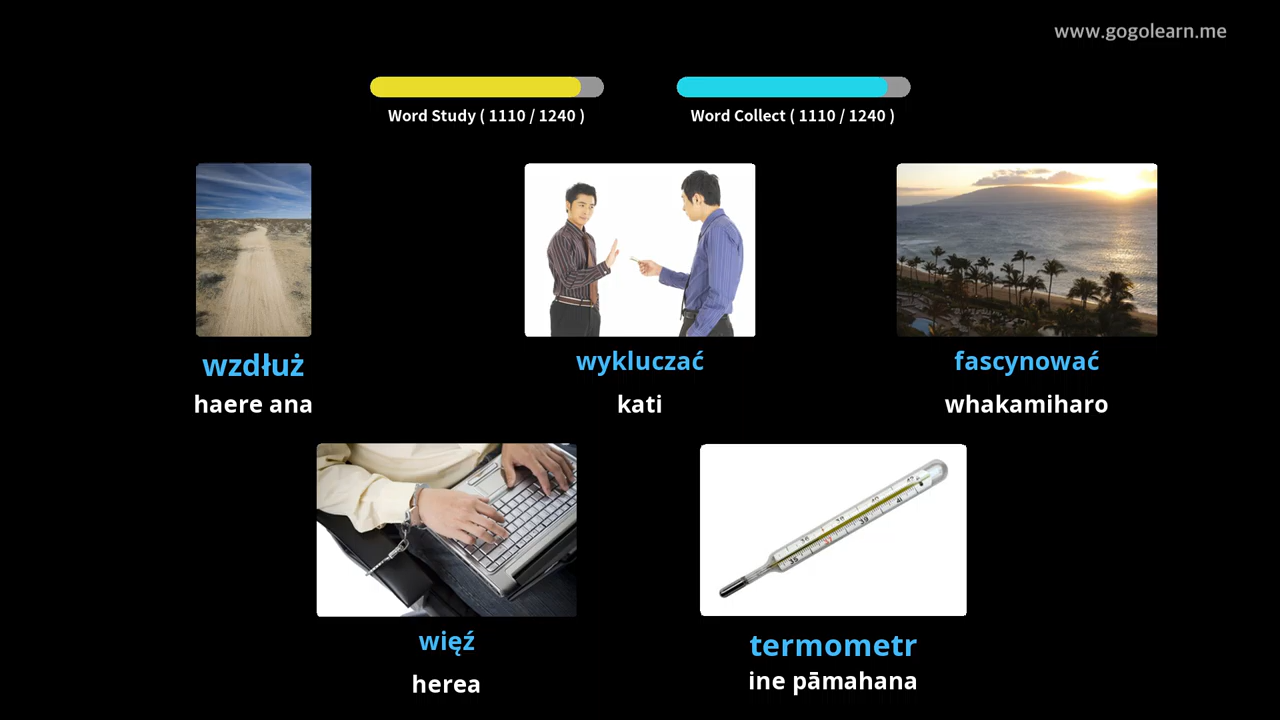 www.gogolearn.me
Word Study ( 1110 / 1240 )
Word Collect ( 1110 / 1240 )
wzdłuż
haere ana
wykluczać
kati
fascynować
whakamiharo
więź
herea
termometr
ine pāmahana